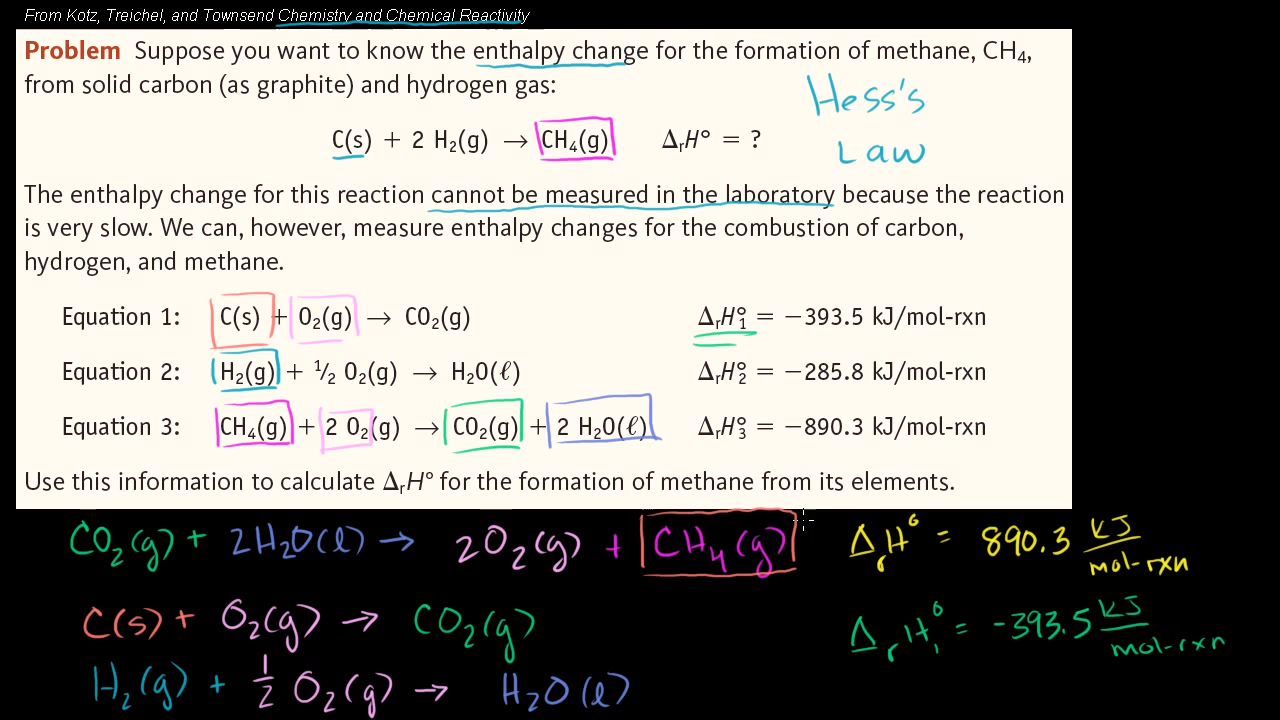 From Kotz, Treichel, and Townsend Chemistry and Chemical Reactivity
Problem Suppose you want to know the enthalpy change for the formation of methane, CH₄,
from solid carbon (as graphite) and hydrogen gas:
Hess's
Law
C(s) + 2 H₂(g) → CH₄(g) ΔᵣH° = ?
The enthalpy change for this reaction cannot be measured in the laboratory because the reaction
is very slow. We can, however, measure enthalpy changes for the combustion of carbon,
hydrogen, and methane.
Equation 1: C(s) + O₂(g) → CO₂(g) ΔᵣH°₁ = −393.5 kJ/mol-rxn
Equation 2: H₂(g) + ½ O₂(g) → H₂O(ℓ) ΔᵣH°₂ = −285.8 kJ/mol-rxn
Equation 3: CH₄(g) + 2 O₂(g) → CO₂(g) + 2 H₂O(ℓ) ΔᵣH°₃ = −890.3 kJ/mol-rxn
Use this information to calculate ΔᵣH° for the formation of methane from its elements.
CO₂(g) + 2H₂O(l) → 2O₂(g) + CH₄(g) ΔᵣH° = 890.3 kJ/mol-rxn
C(s) + O₂(g) → CO₂(g) ΔᵣH°₁ = -393.5 kJ/mol-rxn
H₂(g) + ½ O₂(g) → H₂O(l)